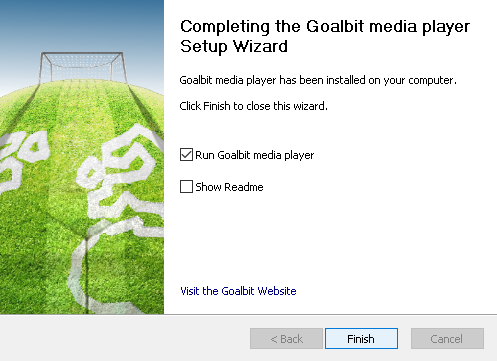 Completing the Goalbit media player
Setup Wizard
Goalbit media player has been installed on your computer.
Click Finish to close this wizard.
Run Goalbit media player
Show Readme
Visit the Goalbit Website
< Back
Finish
Cancel